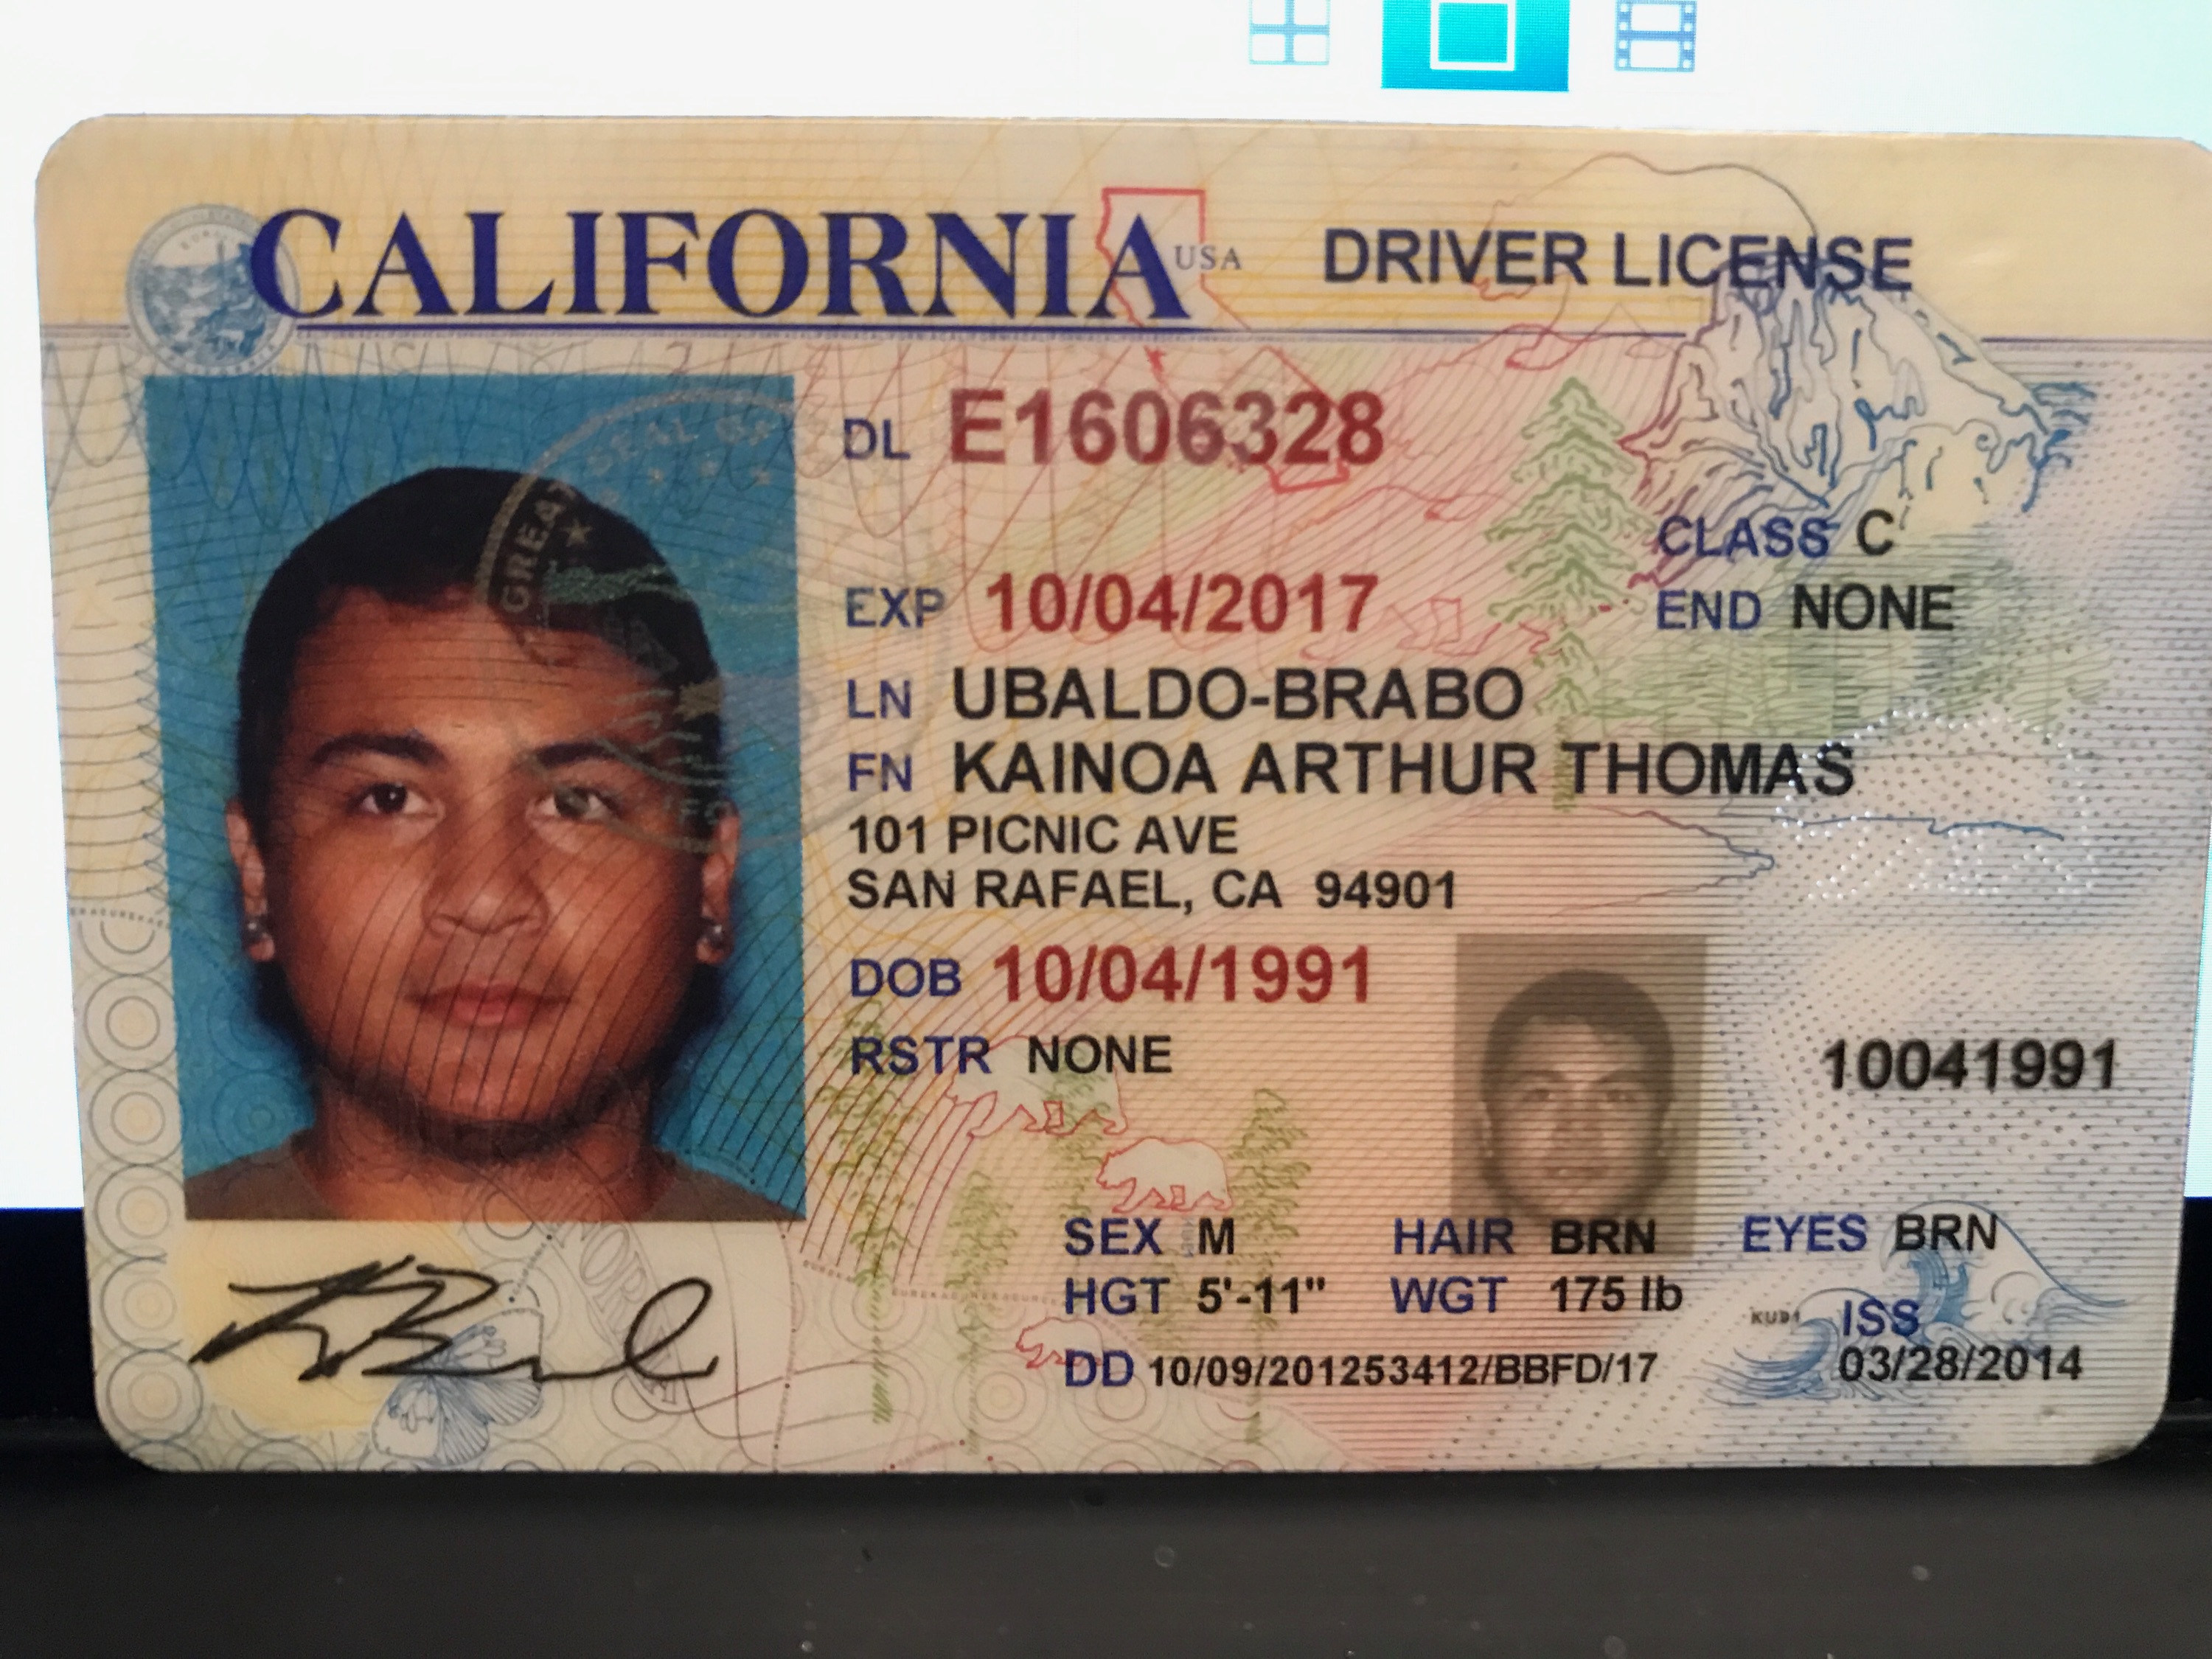 CALIFORNIA USA DRIVER LICENSE
DL E1606328
CLASS C
EXP 10/04/2017
END NONE
LN UBALDO-BRABO
FN KAINOA ARTHUR THOMAS
101 PICNIC AVE
SAN RAFAEL, CA 94901
DOB 10/04/1991
RSTR NONE
10041991
SEX M HAIR BRN EYES BRN
HGT 5'-11" WGT 175 lb
ISS
DD 10/09/201253412/BBFD/17 03/28/2014